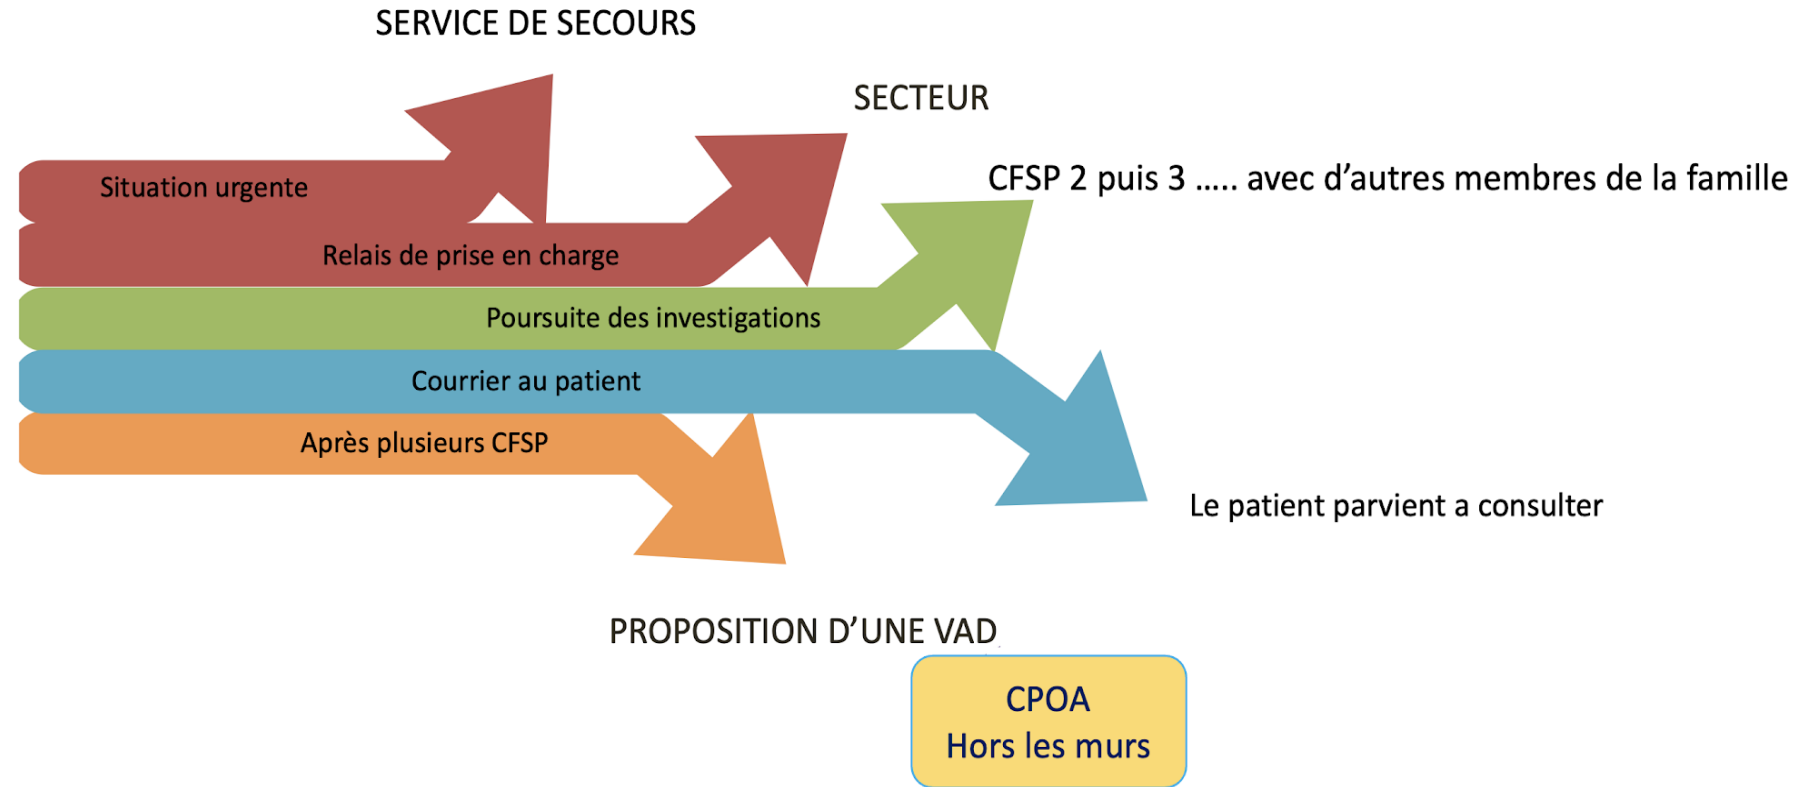 SERVICE DE SECOURS
SECTEUR
CFSP 2 puis 3 ..... avec d’autres membres de la famille
Situation urgente
Relais de prise en charge
Poursuite des investigations
Courrier au patient
Après plusieurs CFSP
Le patient parvient a consulter
PROPOSITION D’UNE VAD
CPOA
Hors les murs